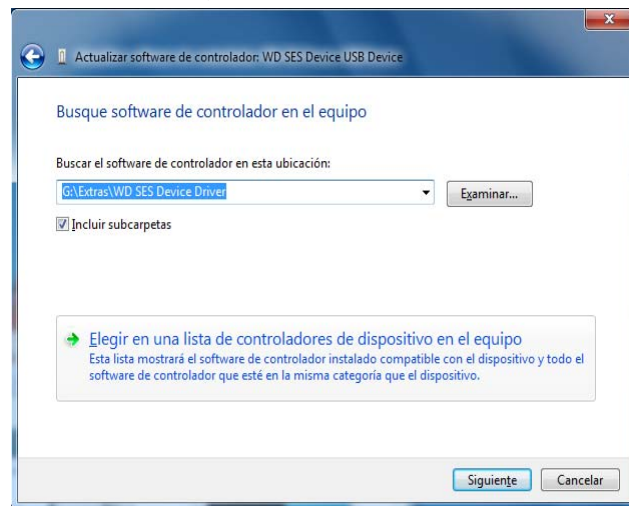 Actualizar software de controlador: WD SES Device USB Device
Busque software de controlador en el equipo
Buscar el software de controlador en esta ubicación:
G:\Extras\WD SES Device Driver
Examinar...
Incluir subcarpetas
Elegir en una lista de controladores de dispositivo en el equipo
Esta lista mostrará el software de controlador instalado compatible con el dispositivo y todo el
software de controlador que esté en la misma categoría que el dispositivo.
Siguiente
Cancelar